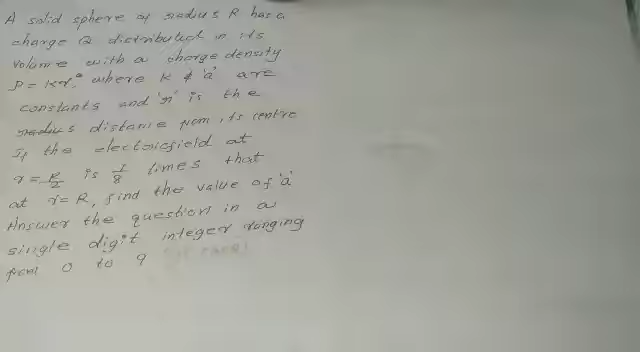 A solid sphere of radius R has a
charge Q distributed in its
volume with a charge density
ρ = κr^a, where κ & 'a' are
constants and 'r' is the
distance from its centre
If the electricfield at
r = R/2 is 1/8 times that
at r = R, find the value of 'a'
Answer the question in a
single digit integer ranging
from 0 to 9